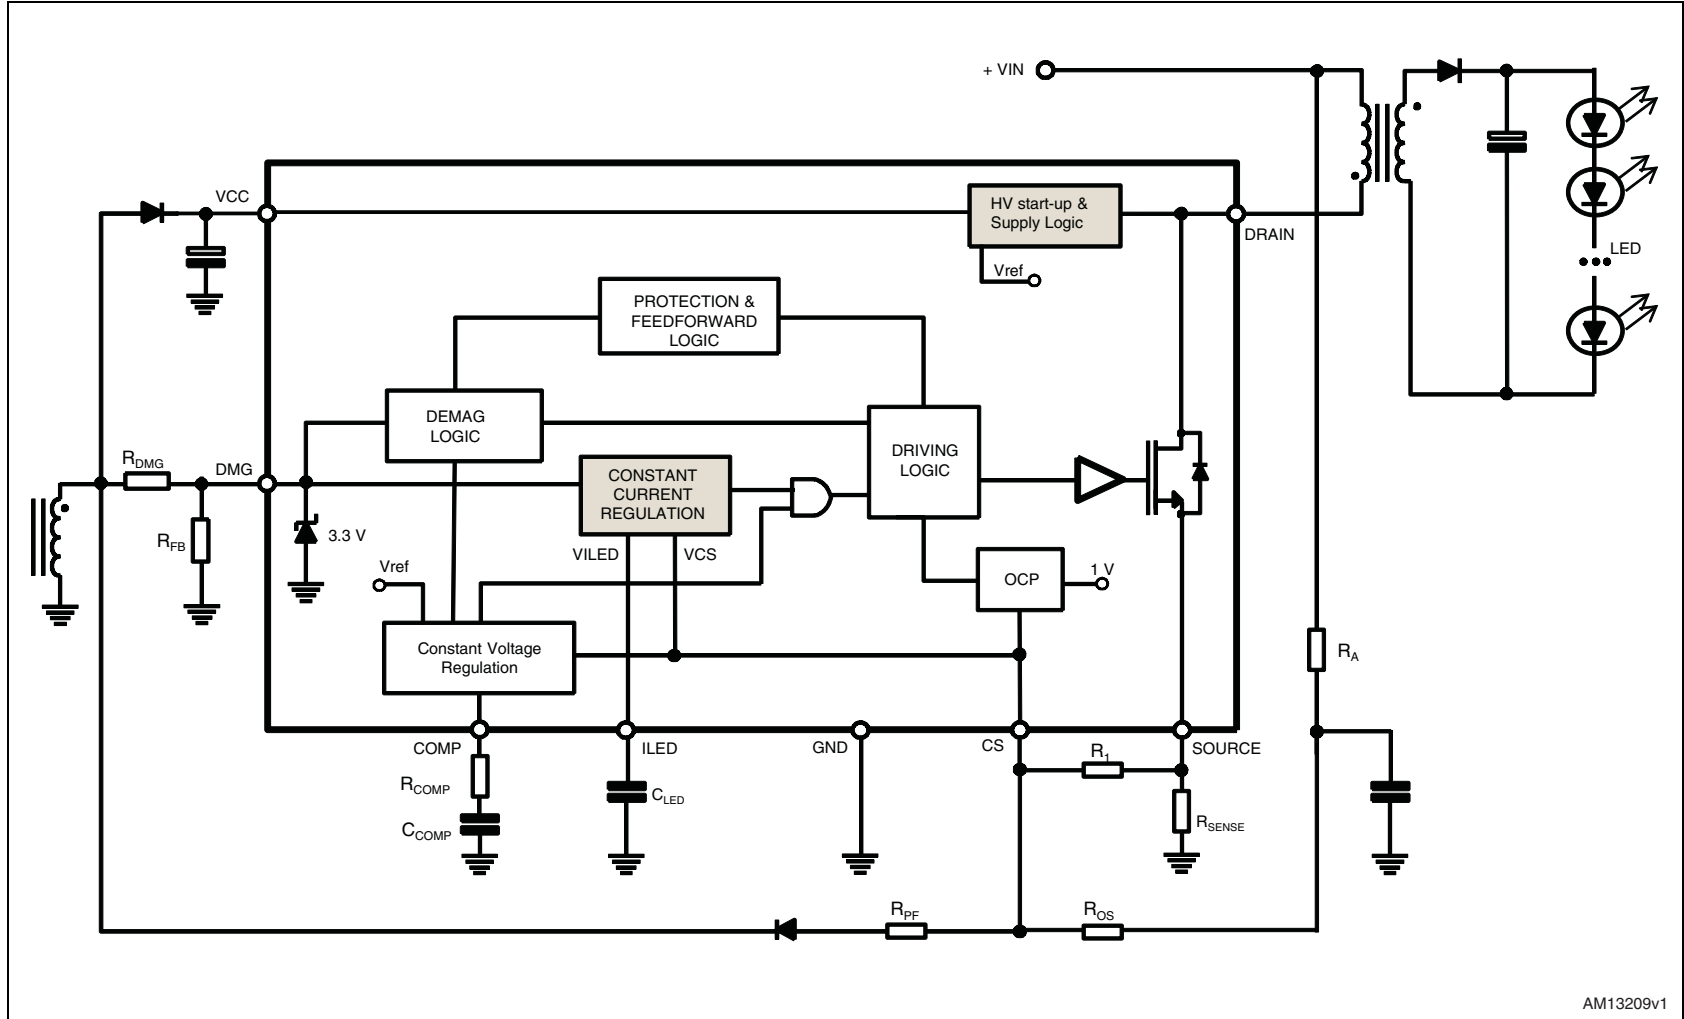 + VIN
VCC
HV start-up &
Supply Logic
DRAIN
LED
Vref
PROTECTION &
FEEDFORWARD
LOGIC
DEMAG
LOGIC
DRIVING
LOGIC
RDMG
DMG
CONSTANT
CURRENT
REGULATION
RFB
3.3 V
VILED
VCS
Vref
OCP
1 V
Constant Voltage
Regulation
RA
COMP
ILED
GND
CS
SOURCE
R1
RCOMP
CLED
RSENSE
CCOMP
RPF
ROS
AM13209v1